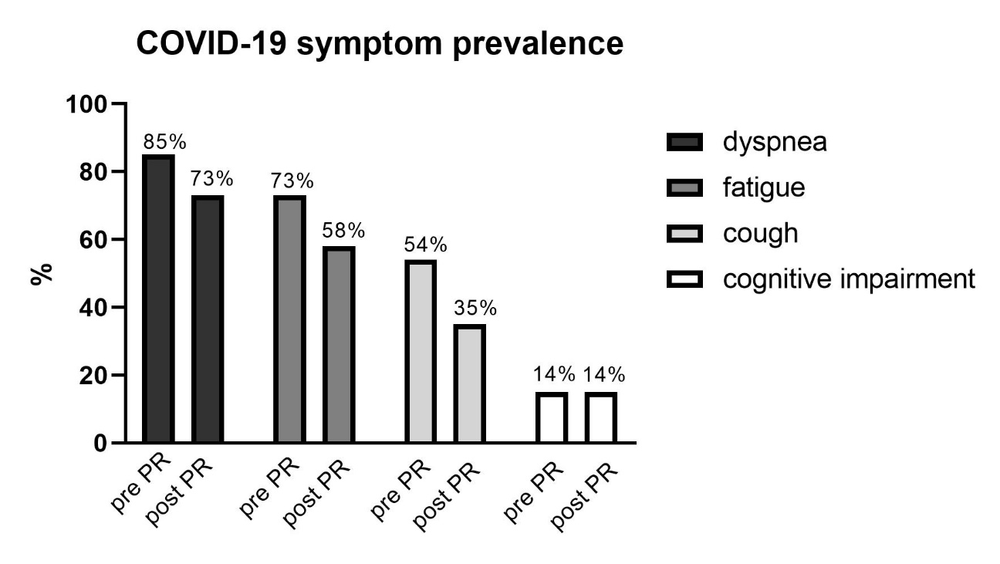 COVID-19 symptom prevalence
100
80
60
40
20
0
%
85%
73%
73%
58%
54%
35%
14%
14%
pre PR
post PR
pre PR
post PR
pre PR
post PR
pre PR
post PR
dyspnea
fatigue
cough
cognitive impairment